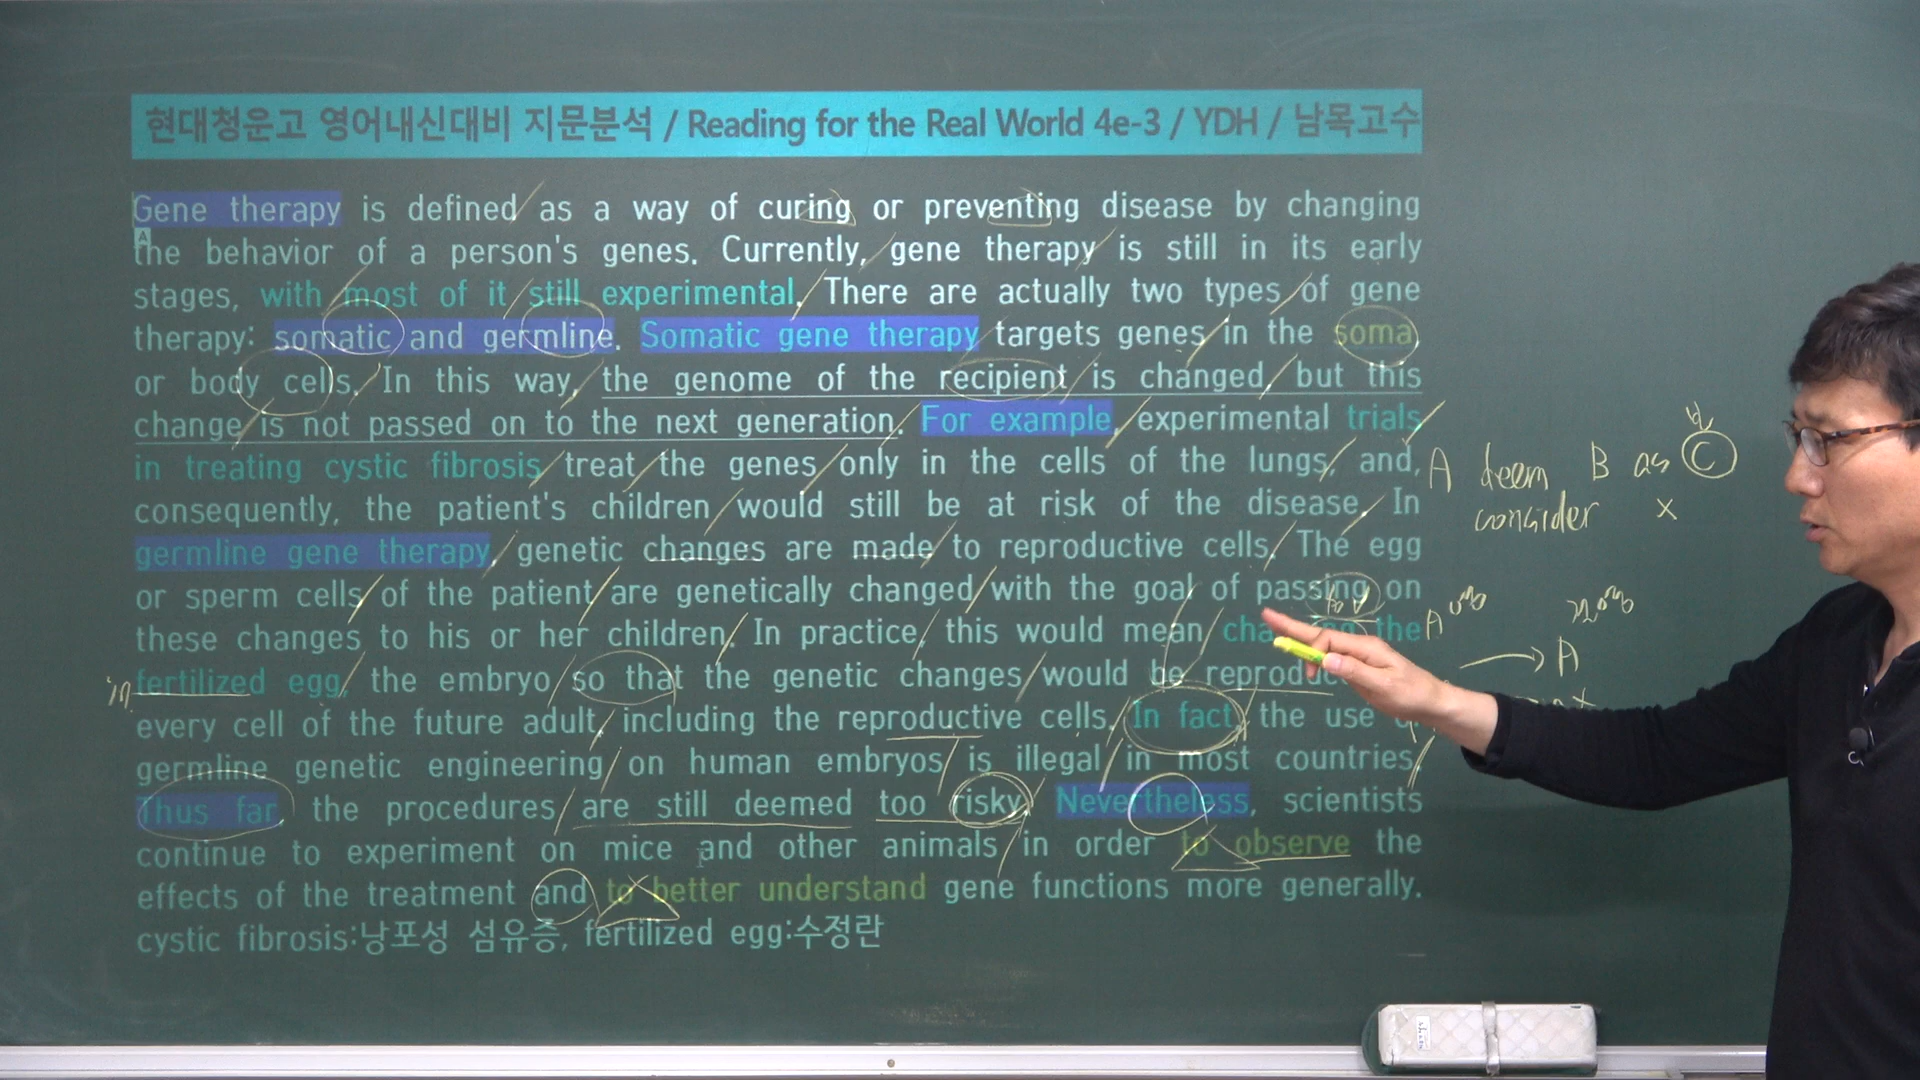 현대청운고 영어내신대비 지문분석 / Reading for the Real World 4e-3 / YDH / 남목고수
Gene therapy is defined as a way of curing or preventing disease by changing
the behavior of a person's genes. Currently, gene therapy is still in its early
stages, with most of it still experimental. There are actually two types of gene
therapy: somatic and germline. Somatic gene therapy targets genes in the soma
or body cells. In this way, the genome of the recipient is changed, but this
change is not passed on to the next generation. For example, experimental trials
in treating cystic fibrosis treat the genes only in the cells of the lungs, and,
consequently, the patient's children would still be at risk of the disease. In
germline gene therapy, genetic changes are made to reproductive cells. The egg
or sperm cells of the patient are genetically changed with the goal of passing on
these changes to his or her children. In practice, this would mean the
fertilized egg, the embryo so that the genetic changes would be
every cell of the future adult, including the reproductive cells. In fact, the use
germline genetic engineering on human embryos is illegal in most countries.
Thus far, the procedures are still deemed too risky. Nevertheless, scientists
continue to experiment on mice and other animals in order to observe the
effects of the treatment and to better understand gene functions more generally.
cystic fibrosis:낭포성 섬유증, fertilized egg:수정란
A deem B as C
consider x
A
→ A
in